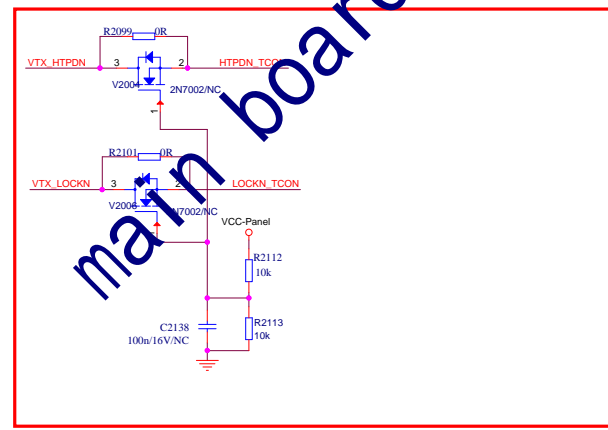 R2099
0R
VTX_HTPDN
3
2
HTPDN_TCON
V2004
2N7002/NC
1
R2101
0R
VTX_LOCKN
3
2
LOCKN_TCON
V2006
2N7002/NC
VCC-Panel
R2112
10k
C2138
100n/16V/NC
R2113
10k
main board